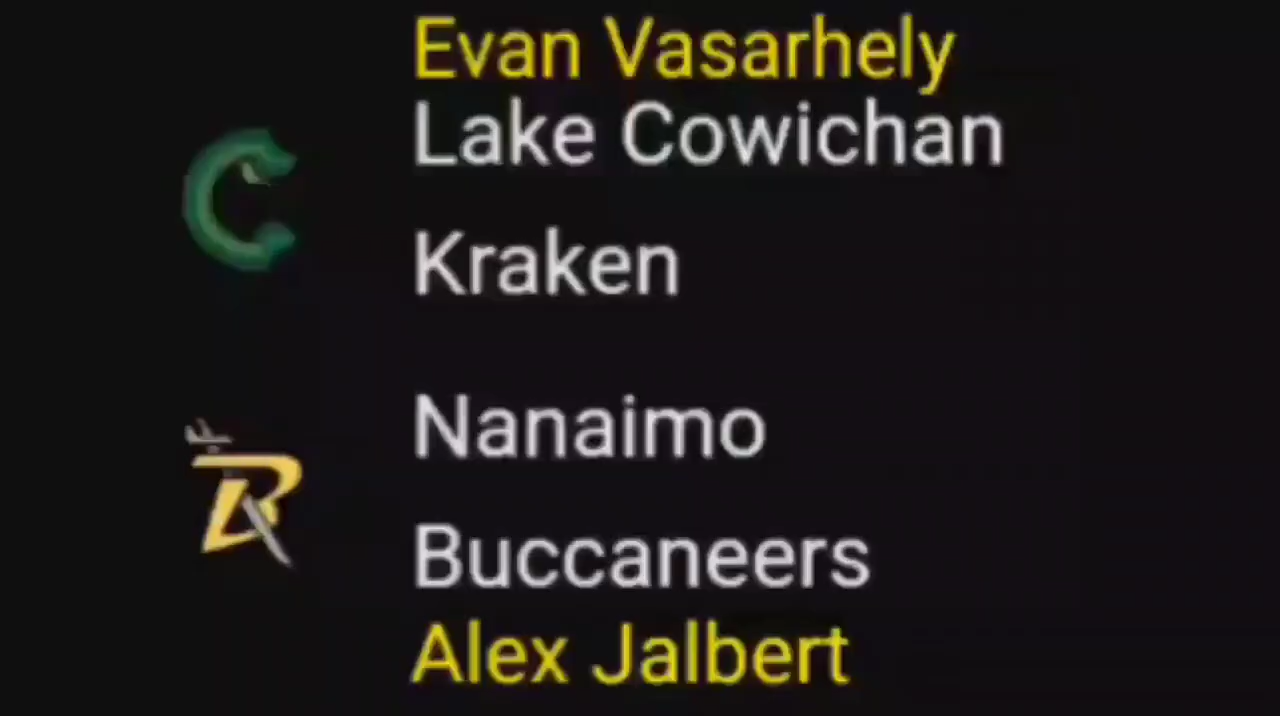 Evan Vasarhely
Lake Cowichan
Kraken
Nanaimo
Buccaneers
Alex Jalbert